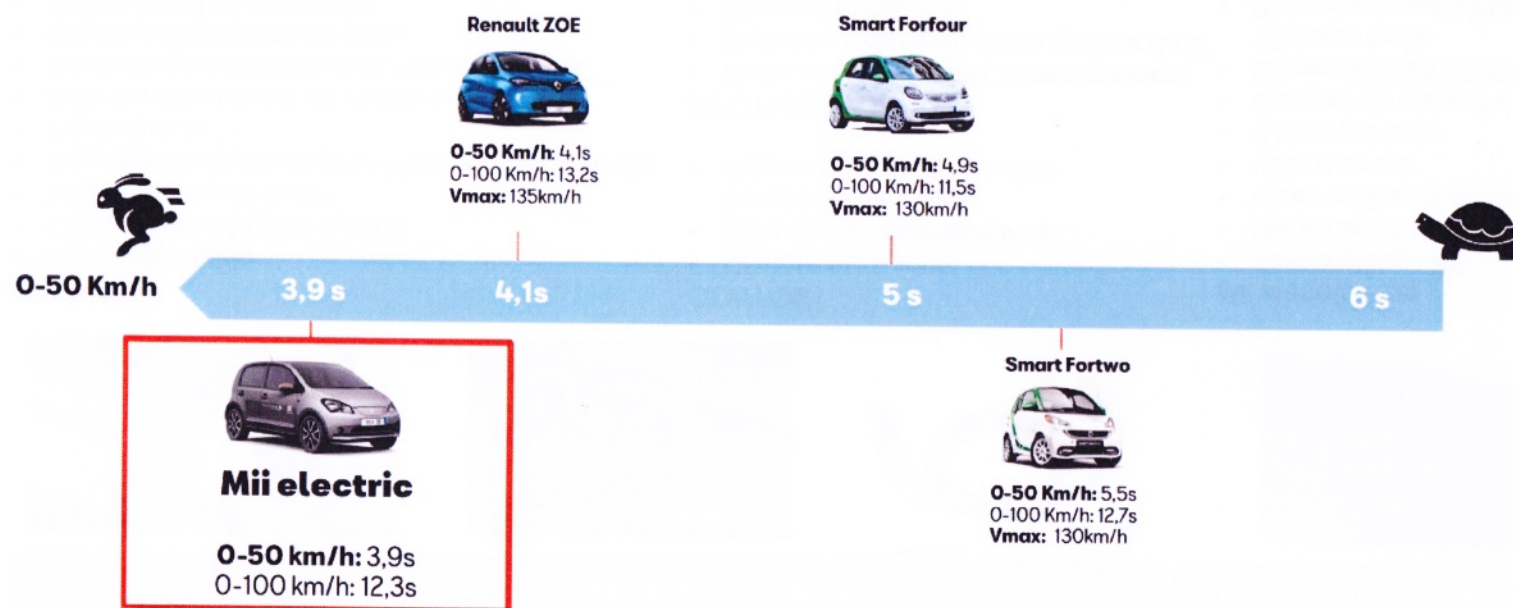 Renault ZOE
0-50 Km/h: 4,1s
0-100 Km/h: 13,2s
Vmax: 135km/h
Smart Forfour
0-50 Km/h: 4,9s
0-100 Km/h: 11,5s
Vmax: 130km/h
0-50 Km/h
3,9 s
4,1s
5 s
6 s
Mii electric
0-50 km/h: 3,9s
0-100 km/h: 12,3s
Smart Fortwo
0-50 Km/h: 5,5s
0-100 Km/h: 12,7s
Vmax: 130km/h